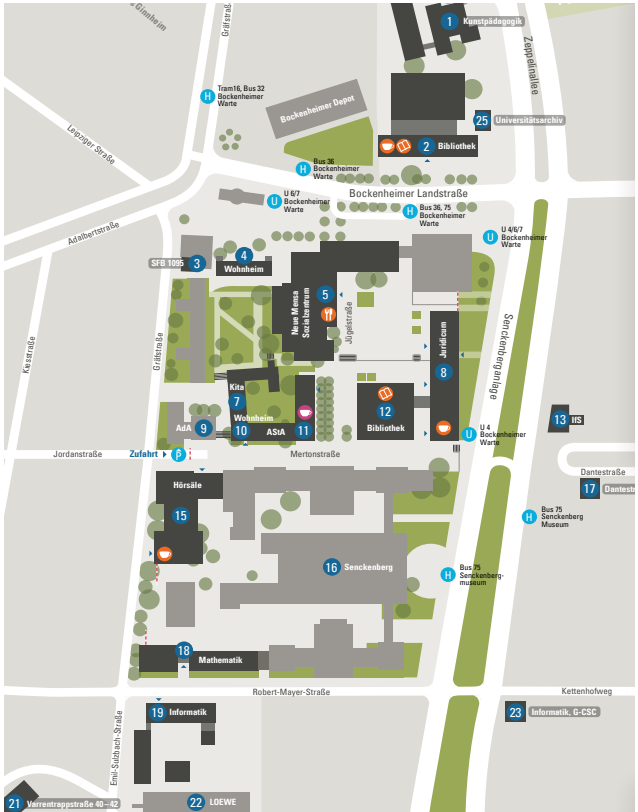 Ginnheim
Gräfstraße
1
Kunstpädagogik
Zeppelinallee
H
Tram16, Bus 32
Bockenheimer
Warte
Bockenheimer Depot
25
Universitätsarchiv
Leipziger Straße
2
Bibliothek
H
Bus 36
Bockenheimer
Warte
Bockenheimer Landstraße
U
U 6/7
Bockenheimer
Warte
H
Bus 36, 75
Bockenheimer
Warte
Adalbertstraße
U
U 4/6/7
Bockenheimer
Warte
SFB 1095
3
4
Wohnheim
5
Neue Mensa
Sozialzentrum
Jügelstraße
Juridicum
8
Senckenberganlage
Kiesstraße
Gräfstraße
Kita
7
Wohnheim
10
AStA
11
12
Bibliothek
AdA
9
13
IfS
U
U 4
Bockenheimer
Warte
Jordanstraße
Zufahrt
P
Mertonstraße
Dantestraße
17
Dantestr
Hörsäle
15
H
Bus 75
Senckenberg
Museum
16
Senckenberg
H
Bus 75
Senckenberg-
museum
18
Mathematik
Robert-Mayer-Straße
Kettenhofweg
19
Informatik
23
Informatik, G-CSC
Emil-Sulzbach-Straße
21
Varrentrappstraße 40–42
22
LOEWE